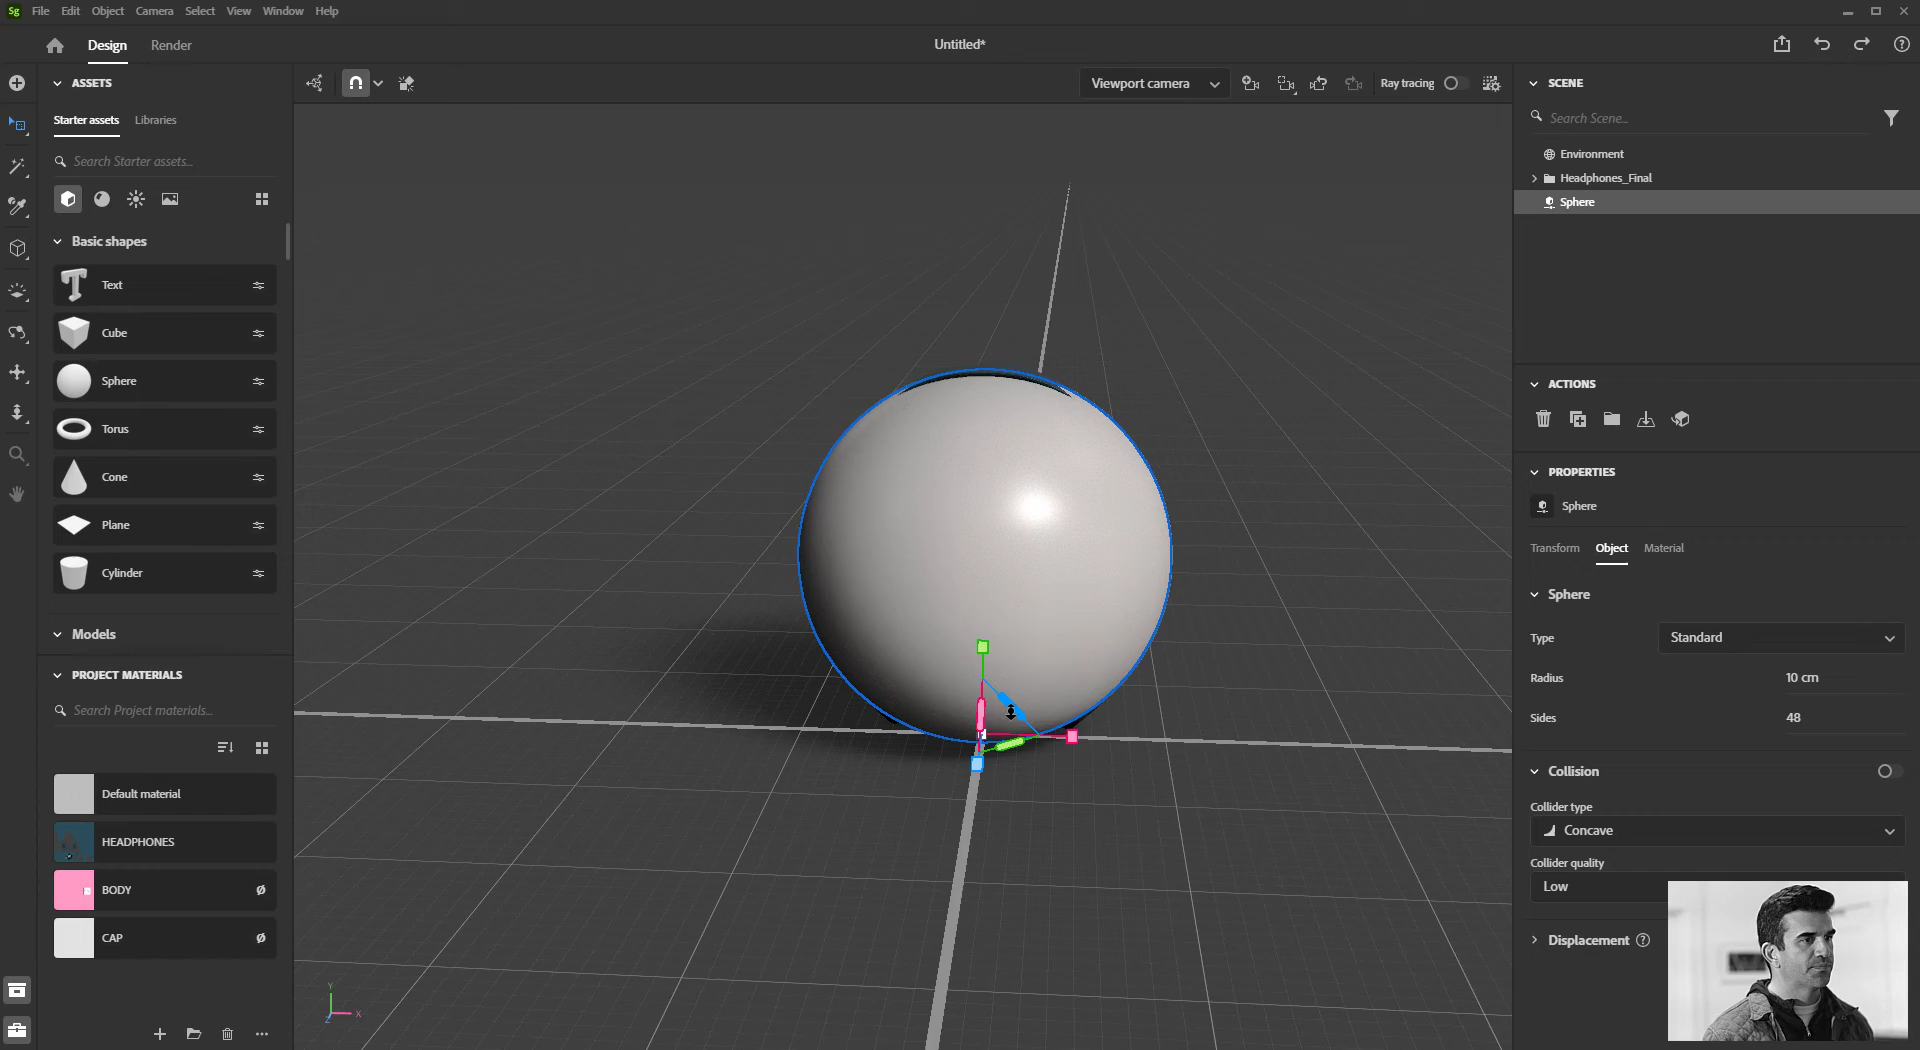 Sg File Edit Object Camera Select View Window Help
Design Render Untitled*
ASSETS
Starter assets Libraries
Search Starter assets...
Basic shapes
Text
Cube
Sphere
Torus
Cone
Plane
Cylinder
Models
PROJECT MATERIALS
Search Project materials...
Default material
HEADPHONES
BODY
CAP
Viewport camera Ray tracing
Y
Z X
SCENE
Search Scene...
Environment
Headphones_Final
Sphere
ACTIONS
PROPERTIES
Sphere
Transform Object Material
Sphere
Type Standard
Radius 10 cm
Sides 48
Collision
Collider type
Concave
Collider quality
Low
Displacement